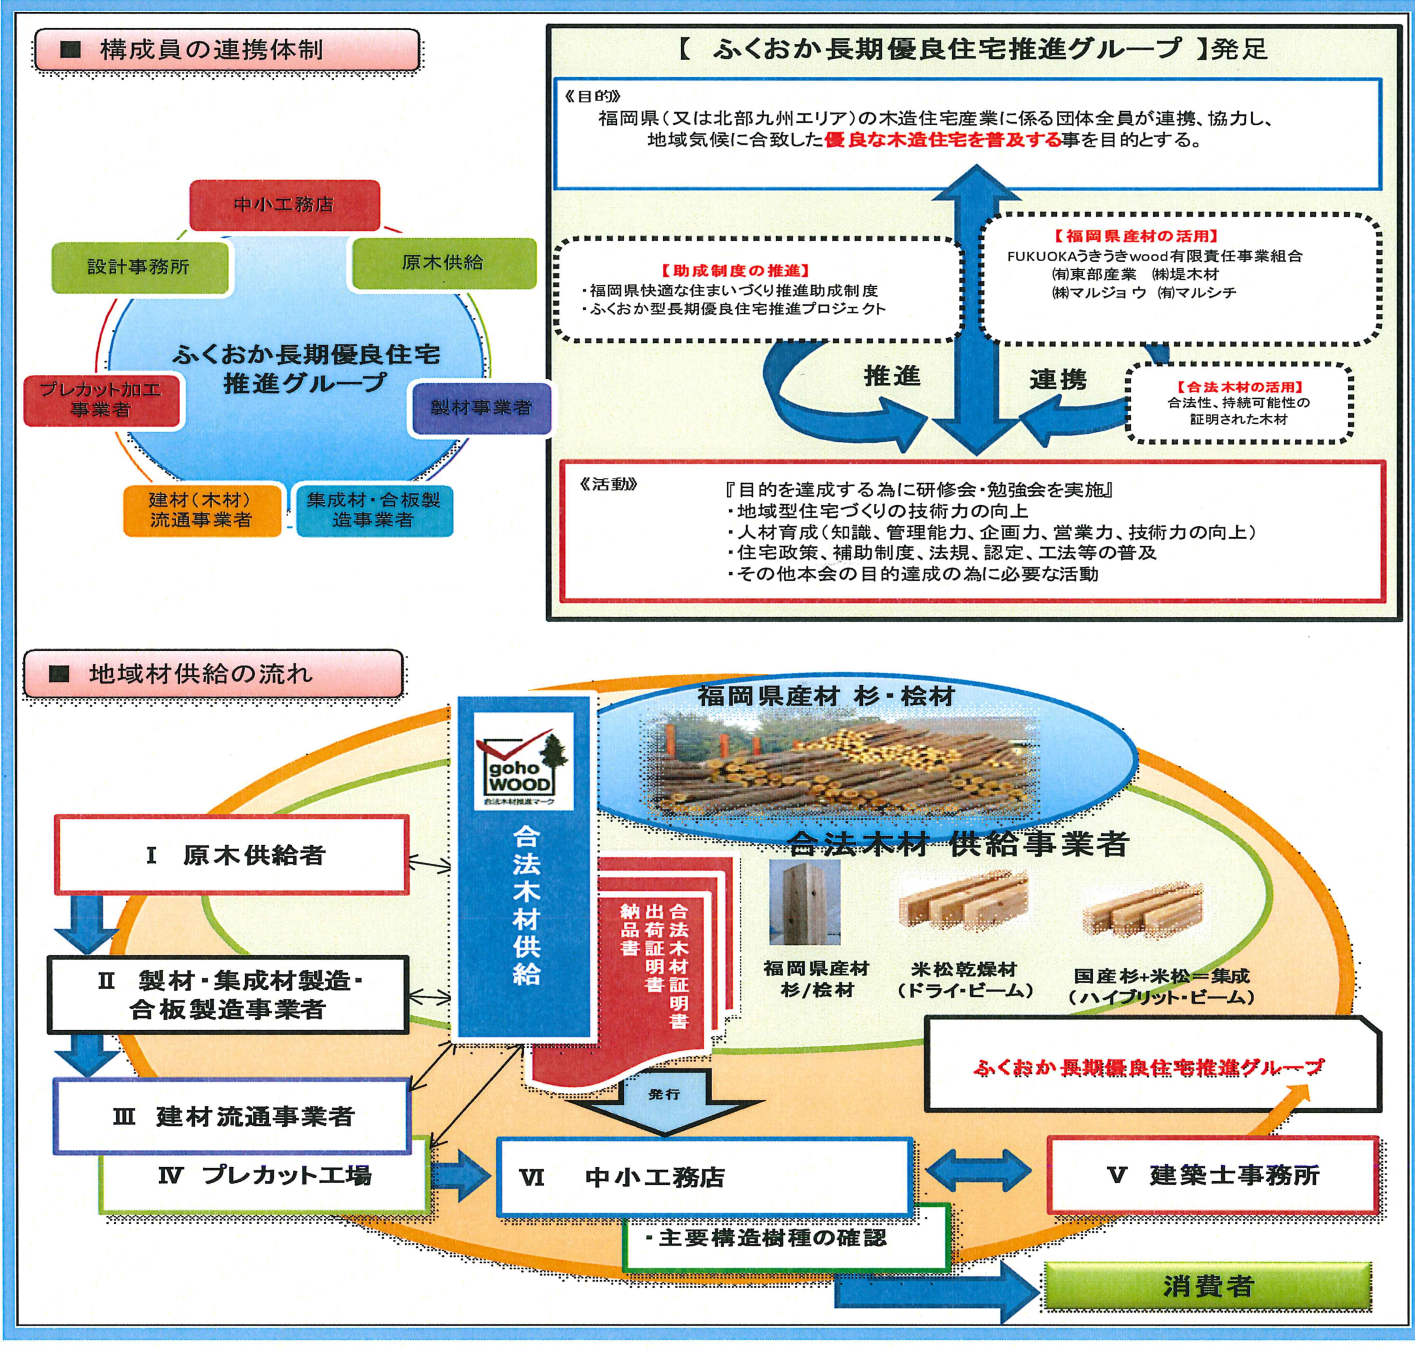 ■ 構成員の連携体制
中小工務店
設計事務所
原木供給
ふくおか長期優良住宅
推進グループ
プレカット加工
事業者
製材事業者
建材(木材)
流通事業者
集成材・合板製
造事業者
【 ふくおか長期優良住宅推進グループ 】発足
《目的》
福岡県(又は北部九州エリア)の木造住宅産業に係る団体全員が連携、協力し、
地域気候に合致した優良な木造住宅を普及する事を目的とする。
【助成制度の推進】
・福岡県快適な住まいづくり推進助成制度
・ふくおか型長期優良住宅推進プロジェクト
【福岡県産材の活用】
FUKUOKAうきうきwood有限責任事業組合
㈲東部産業 ㈱堤木材
㈱マルジョウ ㈲マルシチ
推進
連携
【合法木材の活用】
合法性、持続可能性の
証明された木材
《活動》
『目的を達成する為に研修会・勉強会を実施』
・地域型住宅づくりの技術力の向上
・人材育成(知識、管理能力、企画力、営業力、技術力の向上)
・住宅政策、補助制度、法規、認定、工法等の普及
・その他本会の目的達成の為に必要な活動
■ 地域材供給の流れ
福岡県産材 杉・桧材
goho
WOOD
合法木材推進マーク
合法木材供給
合法木材 供給事業者
Ⅰ 原木供給者
合法木材証明書
出荷証明書
納品書
福岡県産材
杉/桧材
米松乾燥材
(ドライ・ビーム)
国産杉+米松=集成
(ハイブリット・ビーム)
Ⅱ 製材・集成材製造・
合板製造事業者
ふくおか長期優良住宅推進グループ
発行
Ⅲ 建材流通事業者
Ⅳ プレカット工場
Ⅵ 中小工務店
Ⅴ 建築士事務所
・主要構造樹種の確認
消費者